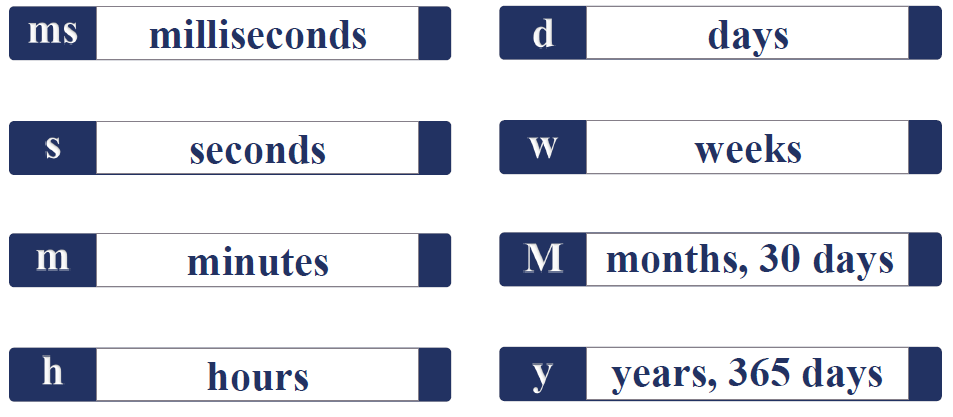 ms milliseconds
s seconds
m minutes
h hours
d days
w weeks
M months, 30 days
y years, 365 days